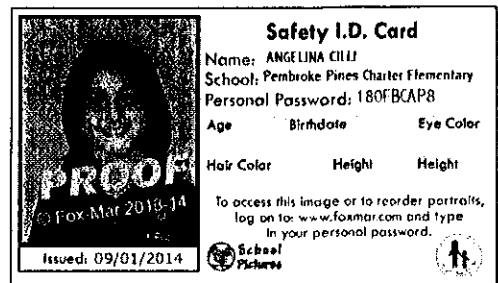 Safety I.D. Card
Name: ANGELINA CILIJ
School: Pembroke Pines Charter Elementary
Personal Password: 180FBCAP8
Age Birthdate Eye Color
Hair Color Height Height
To access this image or to reorder portraits,
log on to: www.foxmar.com and type
in your personal password.
School
Pictures
PROOF
© Fox-Mar 2013-14
Issued: 09/01/2014